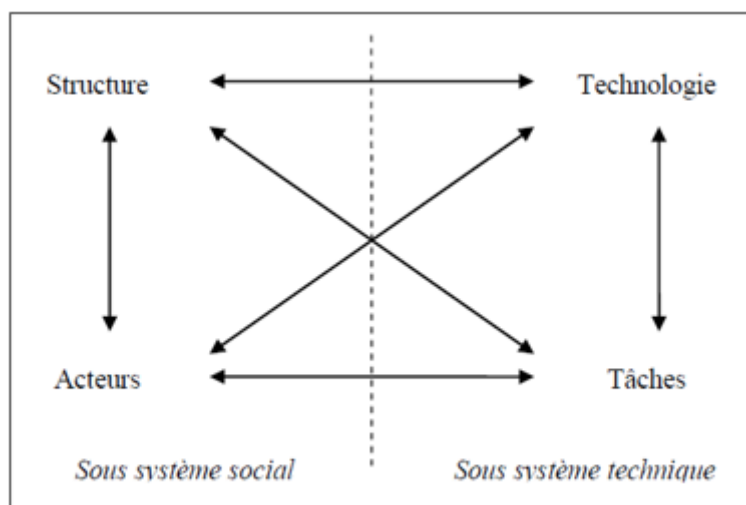 Structure
Technologie
Acteurs
Tâches
Sous système social
Sous système technique